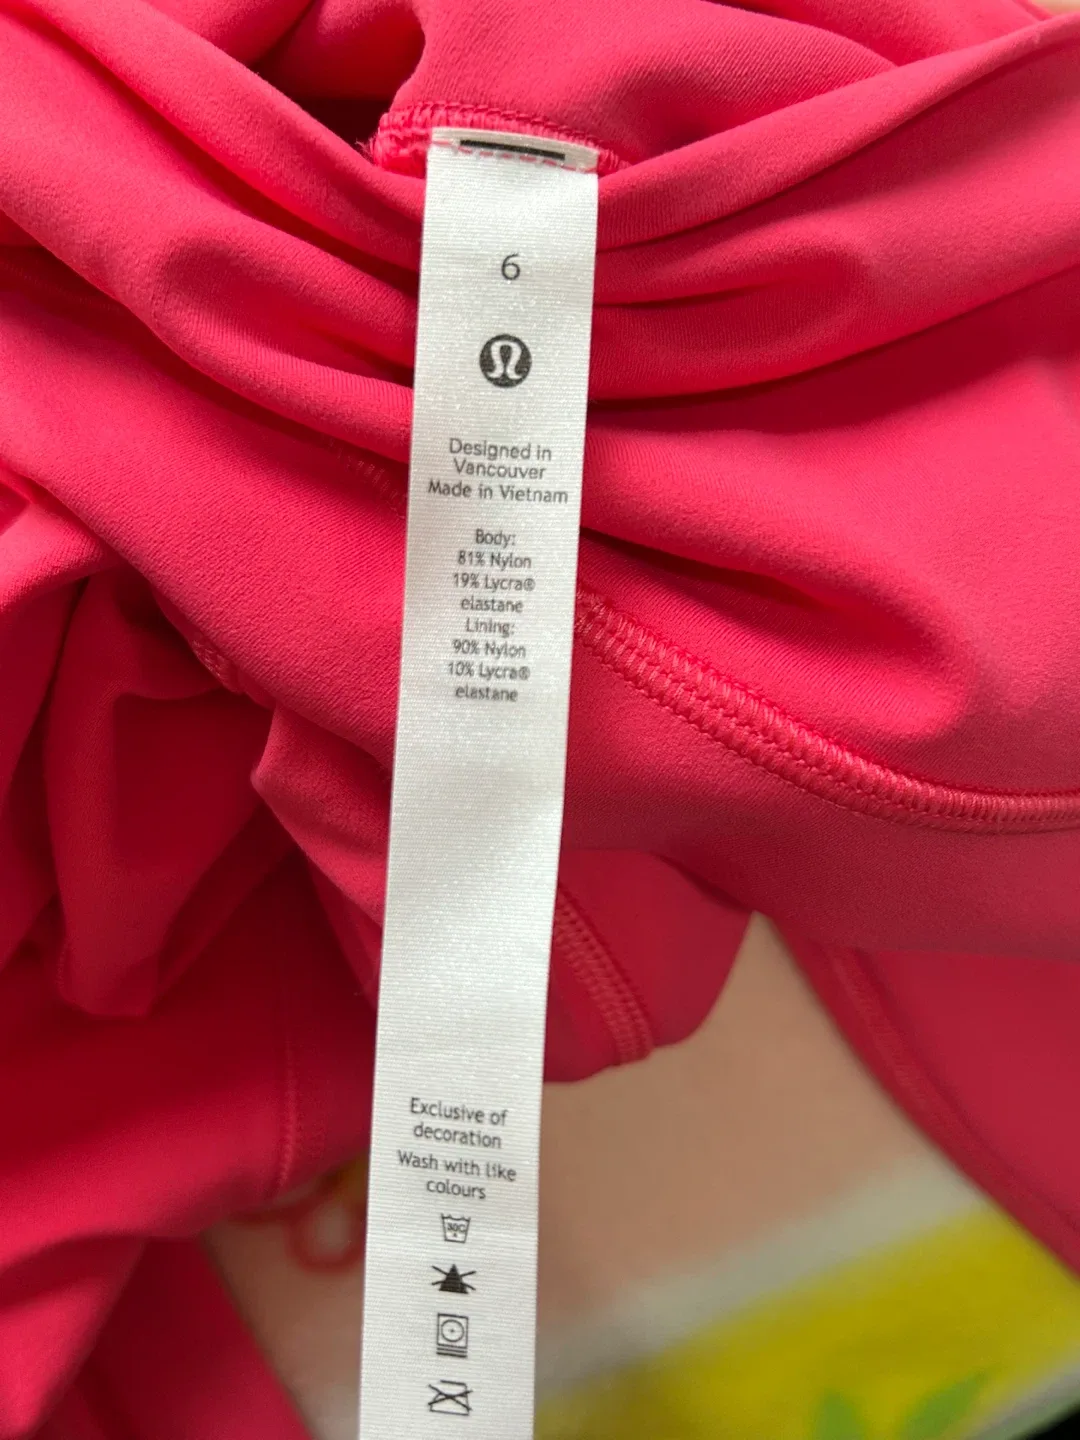 6
Designed in
Vancouver
Made in Vietnam
Body:
81% Nylon
19% Lycra®
elastane
Lining:
90% Nylon
10% Lycra®
elastane
Exclusive of
decoration
Wash with like
colours
30C